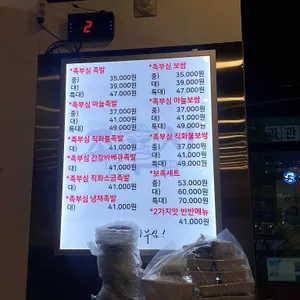 2
*족부심 족발
중) 35,000원
대) 39,000원
특대) 47,000원
*족부심 마늘족발
중) 37,000원
대) 41,000원
특대) 49,000원
*족부심 직화불족발
대) 41,000원
*족부심 간장바베큐족발
대) 41,000원
*족부심 직화소금족발
대) 41,000원
*족부심 냉채족발
대) 41,000원
*족부심 보쌈
중) 35,000원
대) 39,000원
특대) 47,000원
*족부심 마늘보쌈
중) 37,000원
대) 41,000원
특대) 49,000원
*족부심 직화불보쌈
중) 37,000원
대) 41,000원
*보족세트
중) 53,000원
대) 60,000원
특대) 70,000원
*2가지맛 반반메뉴
41,000원
부심!